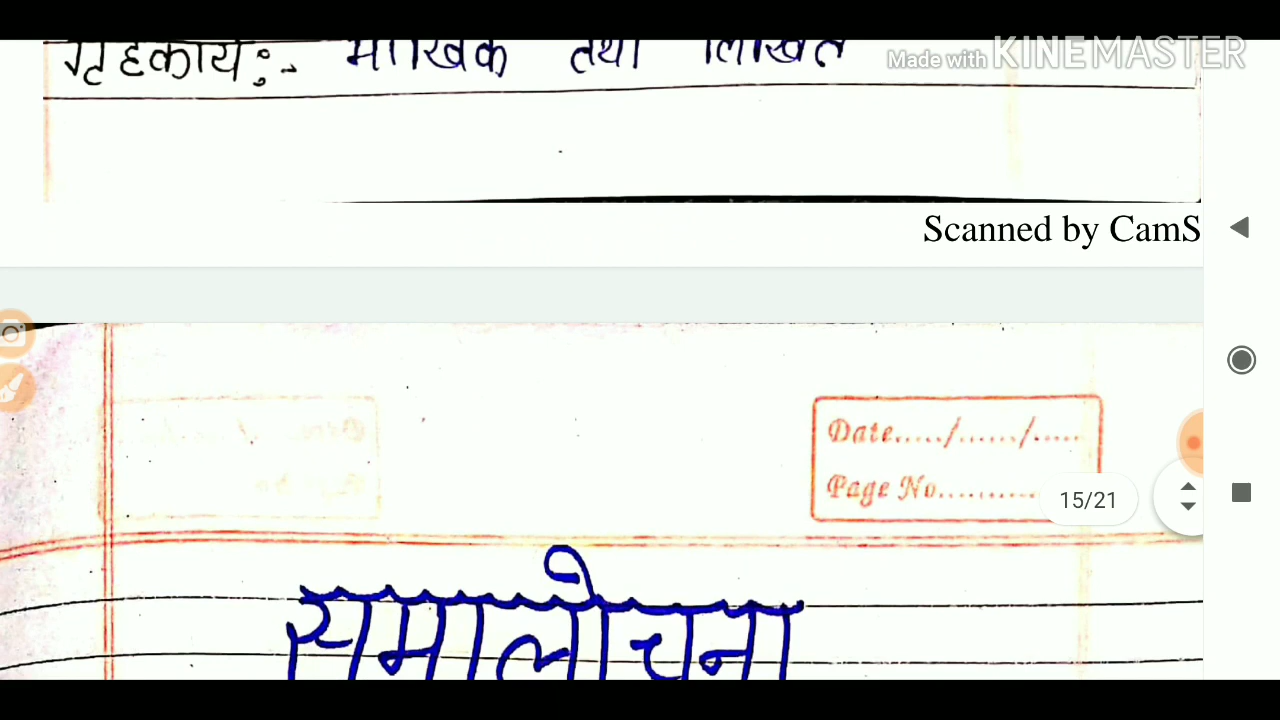 गृहकार्य :- मौखिक तथा लिखित
Made with KINEMASTER
Scanned by CamS
Date...../....../.....
Page No..........
15/21
समालोचना